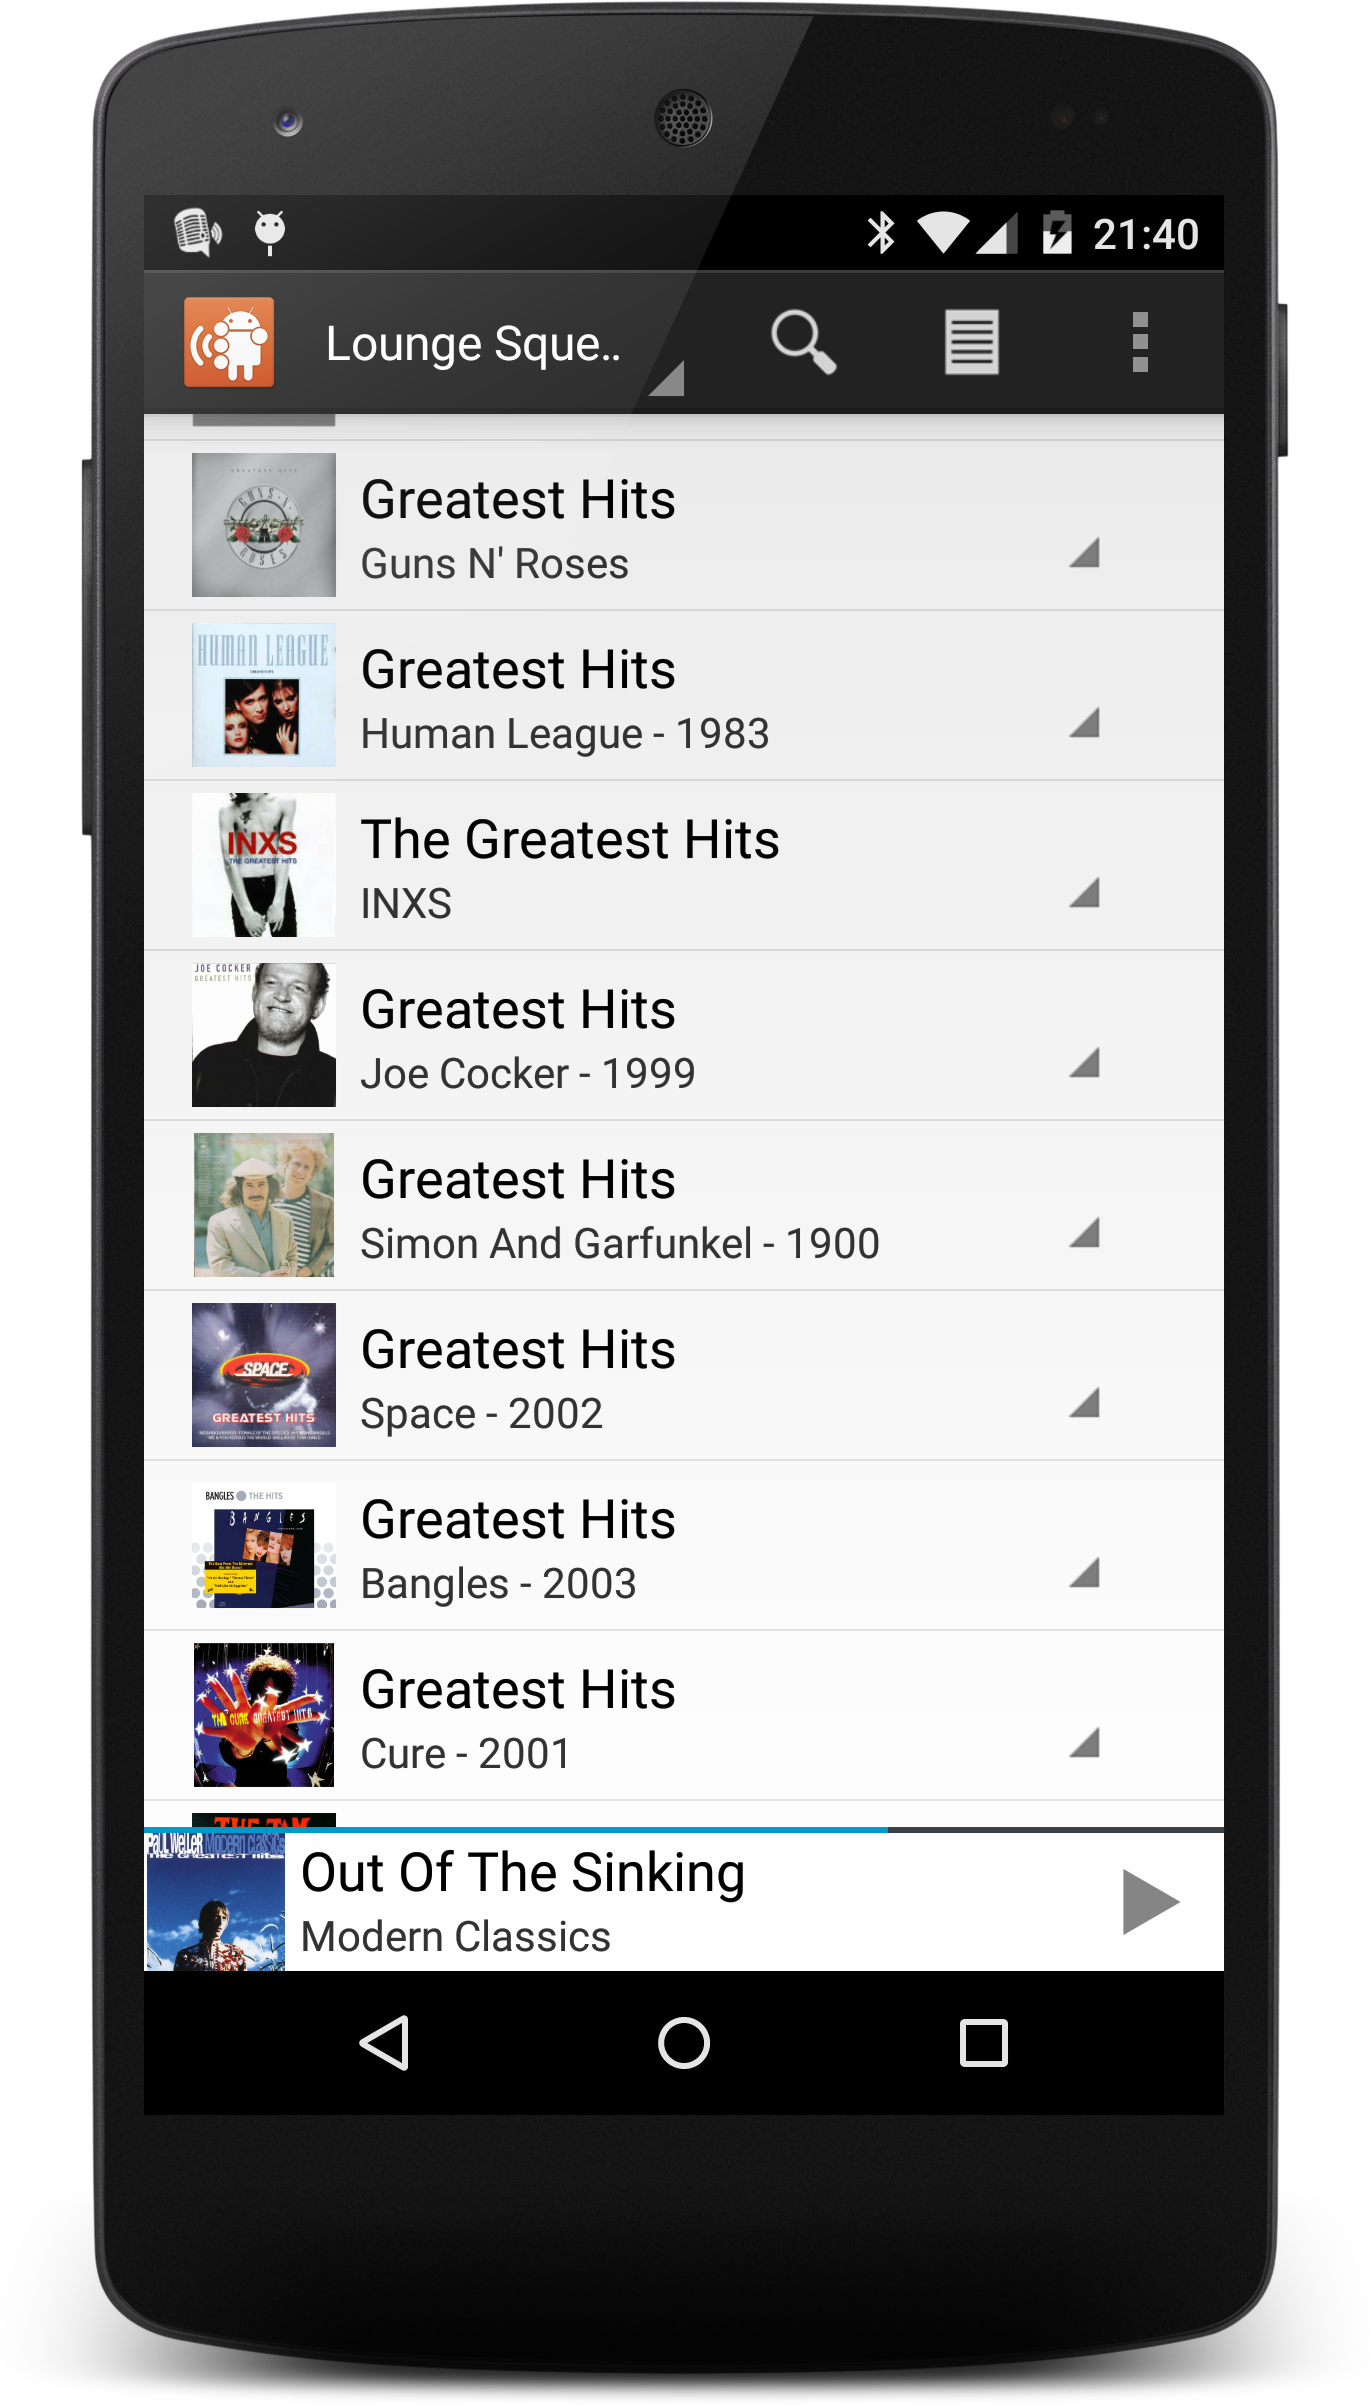 21:40
Lounge Sque..
GREATEST HITS
GUNS N'
ROSES
Greatest Hits
Guns N' Roses
HUMAN LEAGUE
GREATEST HITS
Greatest Hits
Human League - 1983
INXS
THE GREATEST HITS
The Greatest Hits
INXS
JOE COCKER
GREATEST HITS
Greatest Hits
Joe Cocker - 1999
Greatest Hits
Simon And Garfunkel - 1900
SPACE
GREATEST HITS
Greatest Hits
Space - 2002
BANGLES THE HITS
BANGLES
Greatest Hits
Bangles - 2003
THE CURE GREATEST HITS
Greatest Hits
Cure - 2001
PAUL WELLER Modern Classics
The Greatest Hits
Out Of The Sinking
Modern Classics